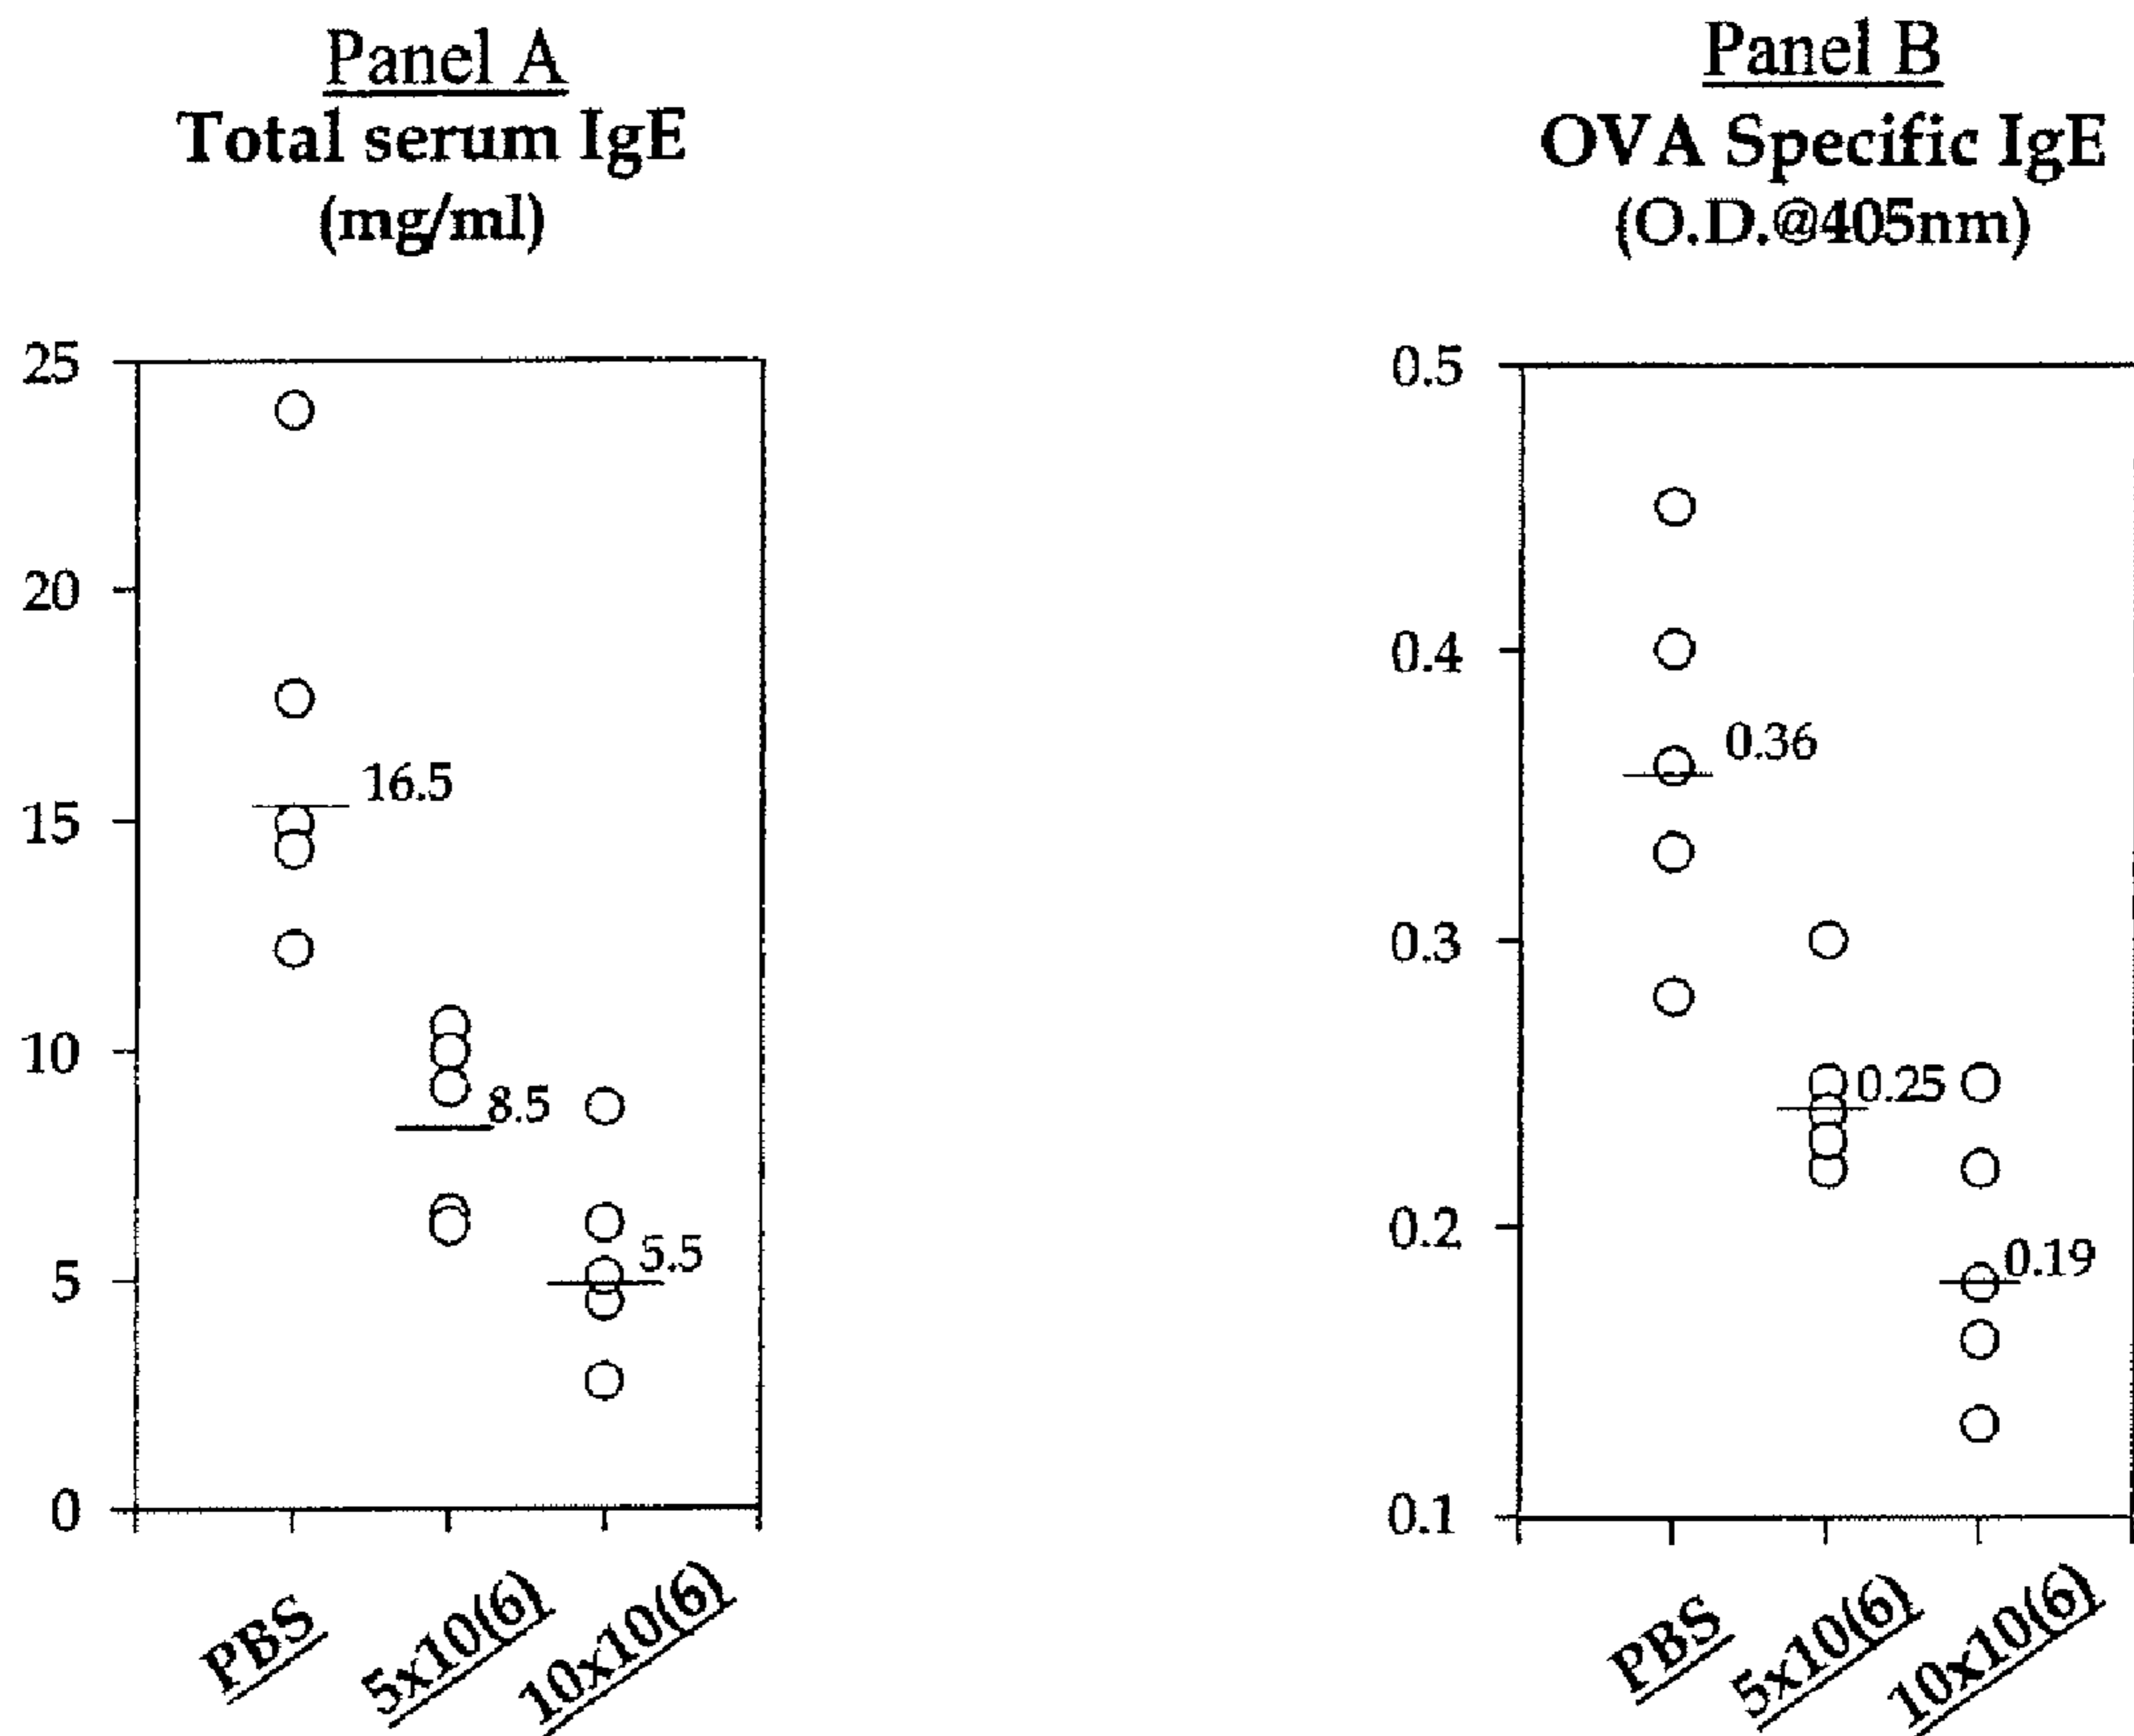 Panel A
Total serum IgE
(mg/ml)
25
20
15
10
5
0
16.5
8.5
5.5
PBS
5x10(6)
10x10(6)
Panel B
OVA Specific IgE
(O.D.@405nm)
0.5
0.4
0.3
0.2
0.1
0.36
0.25
0.19
PBS
5x10(6)
10x10(6)